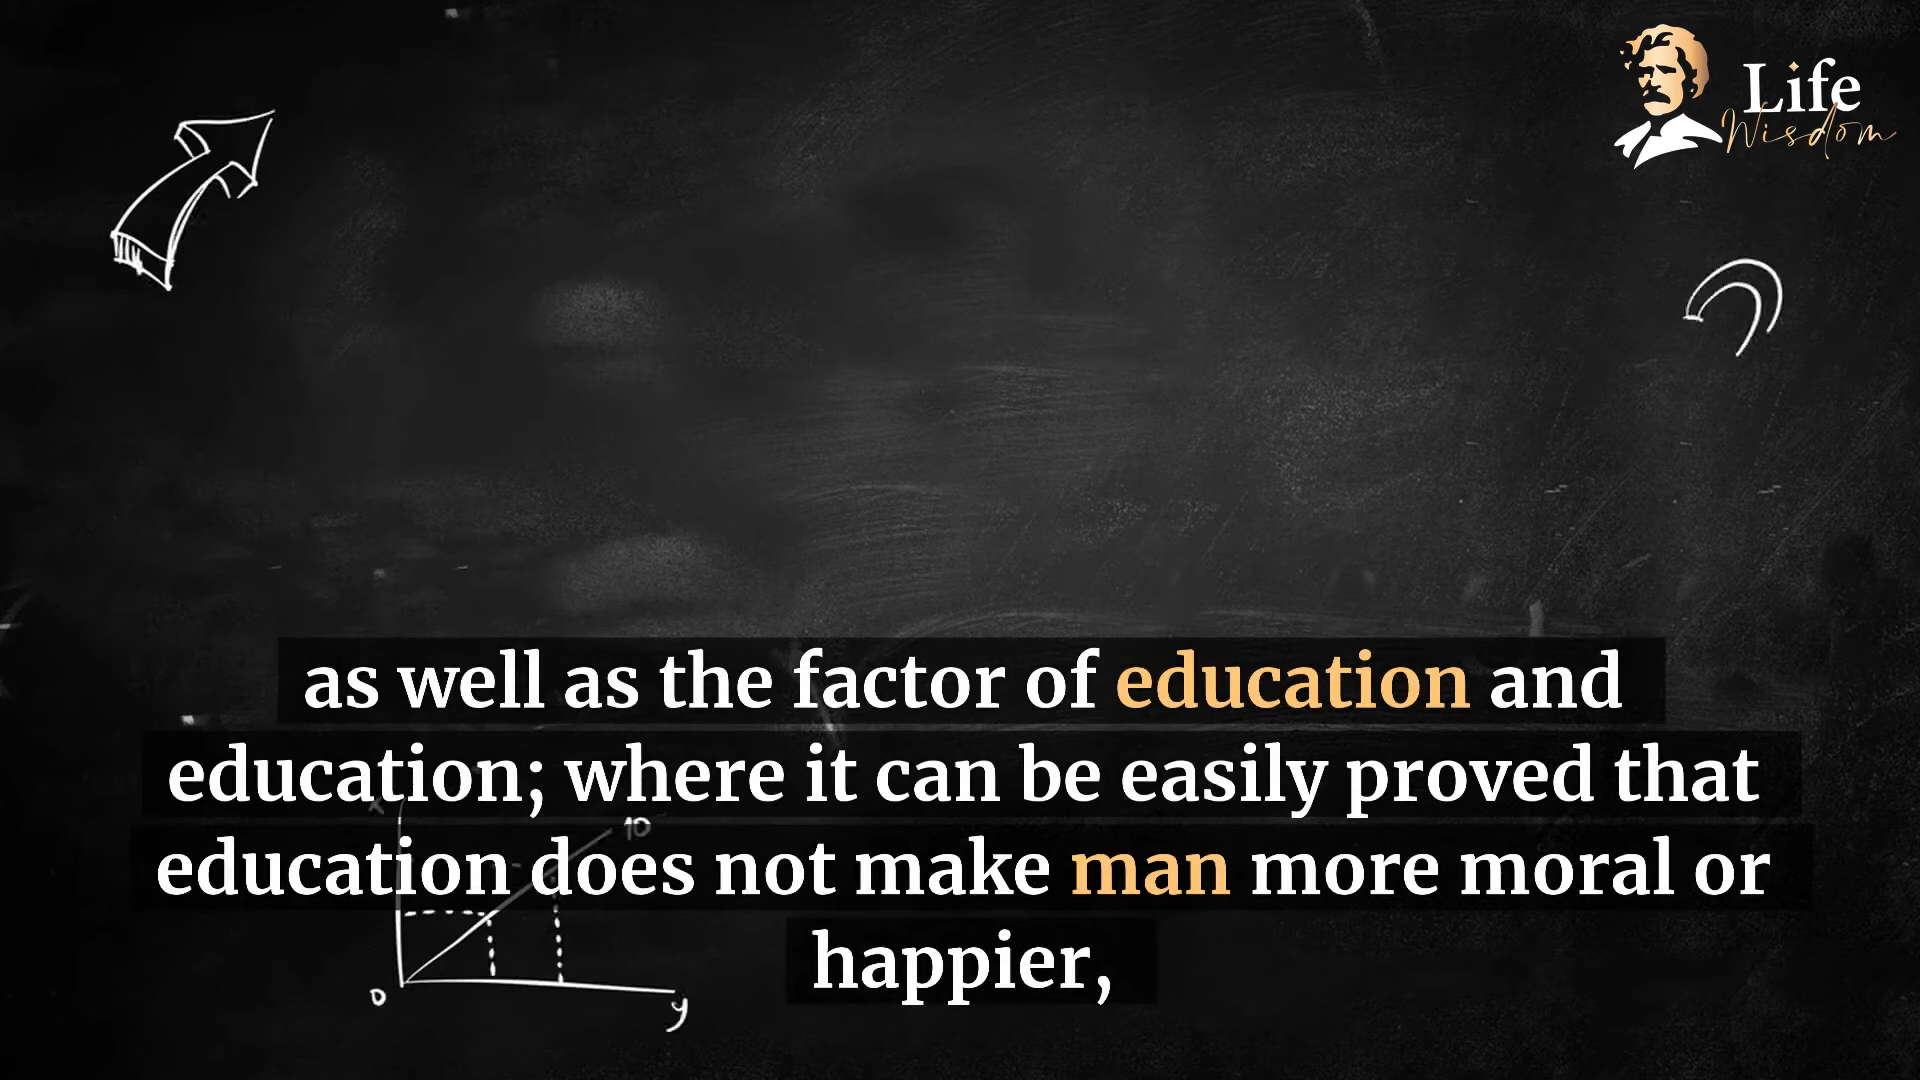 Life
Wisdom
as well as the factor of education and
education; where it can be easily proved that
education does not make man more moral or
happier,
10
0
y